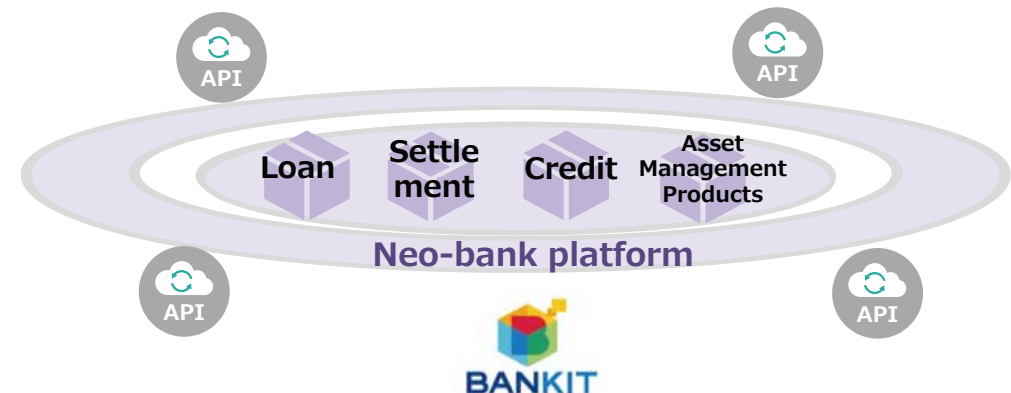 API
API
Loan
Settle
ment
Credit
Asset
Management
Products
Neo-bank platform
API
API
BANKIT